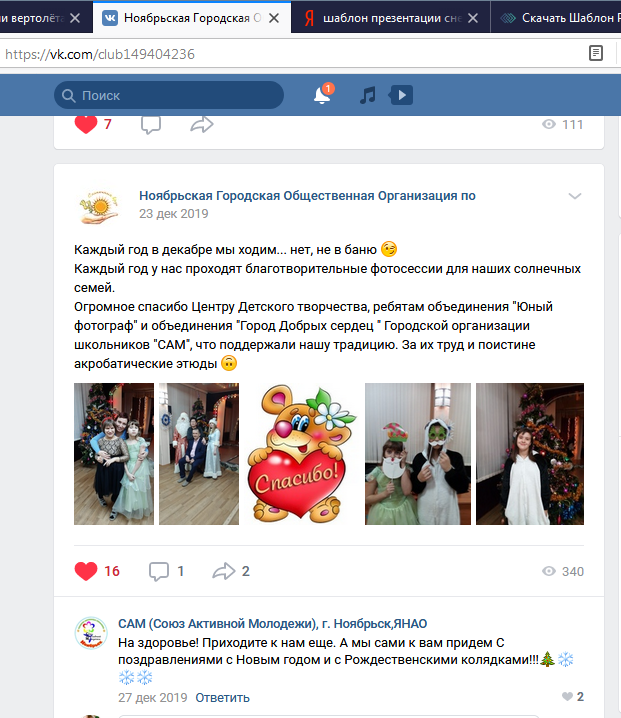 и вертолёта
Ноябрьская Городская О
шаблон презентации сне
Скачать Шаблон P
https://vk.com/club149404236
Поиск
1
7
111
Ноябрьская Городская Общественная Организация по
23 дек 2019
Каждый год в декабре мы ходим... нет, не в баню 😉
Каждый год у нас проходят благотворительные фотосессии для наших солнечных
семей.
Огромное спасибо Центру Детского творчества, ребятам объединения "Юный
фотограф" и объединения "Город Добрых сердец " Городской организации
школьников "САМ", что поддержали нашу традицию. За их труд и поистине
акробатические этюды 🙃
Спасибо!
16
1
2
340
САМ (Союз Активной Молодежи), г. Ноябрьск,ЯНАО
На здоровье! Приходите к нам еще. А мы сами к вам придем С
поздравлениями с Новым годом и с Рождественскими колядками!!!🎄❄
❄❄
27 дек 2019 Ответить
2